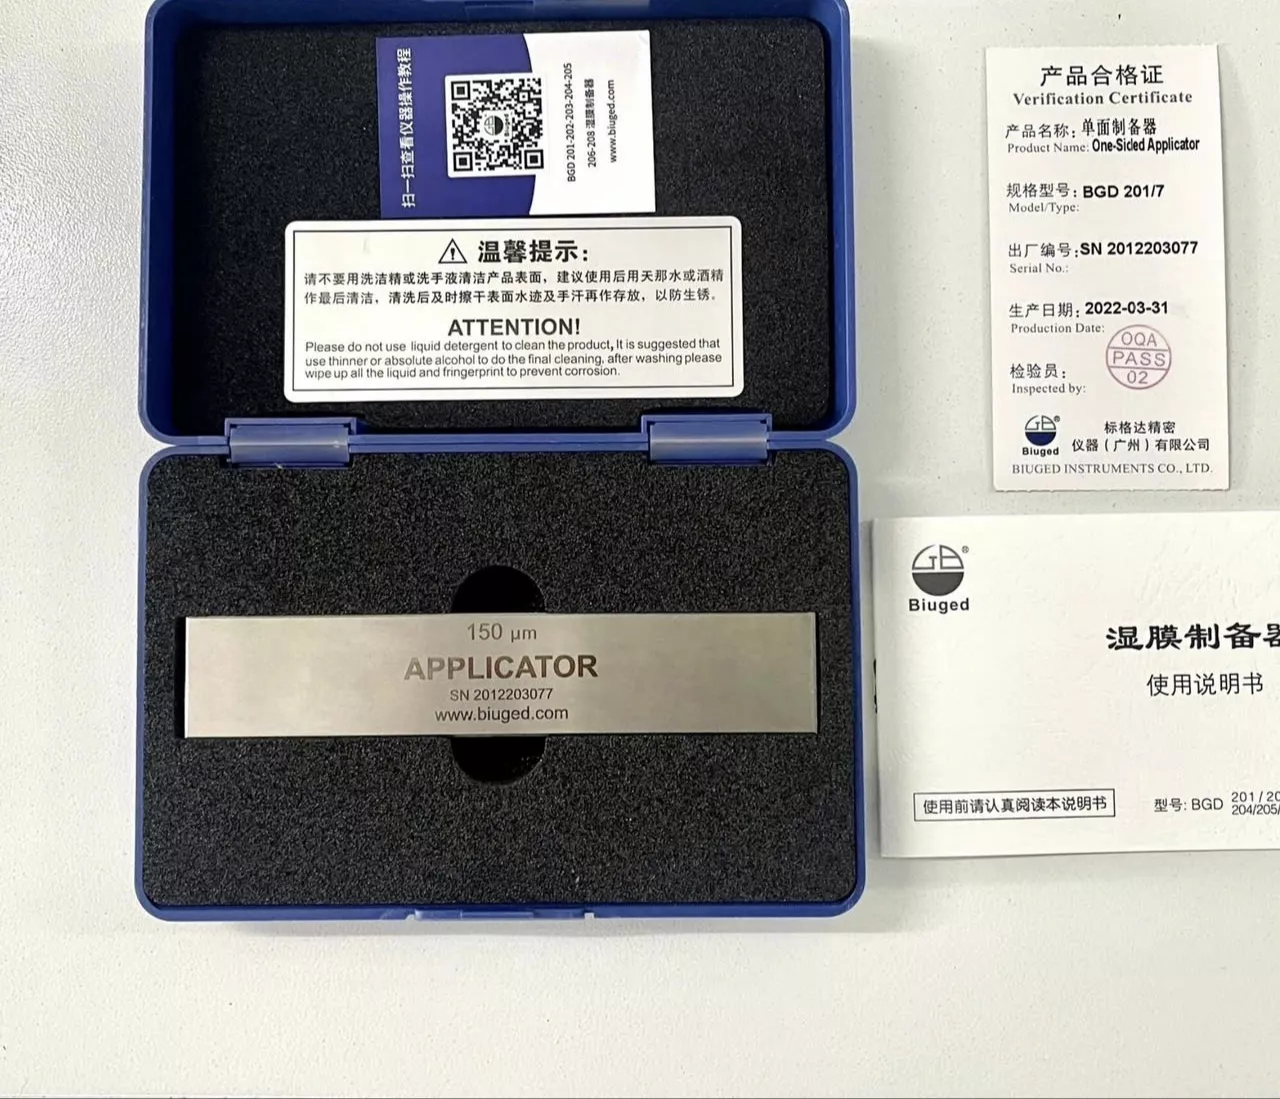 扫一扫查看仪器操作教程
Biuged
BGD 201-202-203-204-205
206-208 湿膜制备器
www.biuged.com
温馨提示:
请不要用洗洁精或洗手液清洁产品表面，建议使用后用天那水或酒精
作最后清洁，清洗后及时擦干表面水迹及手汗再作存放，以防生锈。
ATTENTION!
Please do not use liquid detergent to clean the product, It is suggested that
use thinner or absolute alcohol to do the final cleaning, after washing please
wipe up all the liquid and fringerprint to prevent corrosion.
150 μm
APPLICATOR
SN 2012203077
www.biuged.com
产品合格证
Verification Certificate
产品名称: 单面制备器
Product Name: One-Sided Applicator
规格型号: BGD 201/7
Model/Type:
出厂编号: SN 2012203077
Serial No.:
生产日期: 2022-03-31
Production Date:
OQA
PASS
02
检验员:
Inspected by:
GB®
Biuged
标格达精密
仪器（广州）有限公司
BIUGED INSTRUMENTS CO., LTD.
GB®
Biuged
湿膜制备
使用说明书
使用前请认真阅读本说明书
型号: BGD 201/20
204/205/